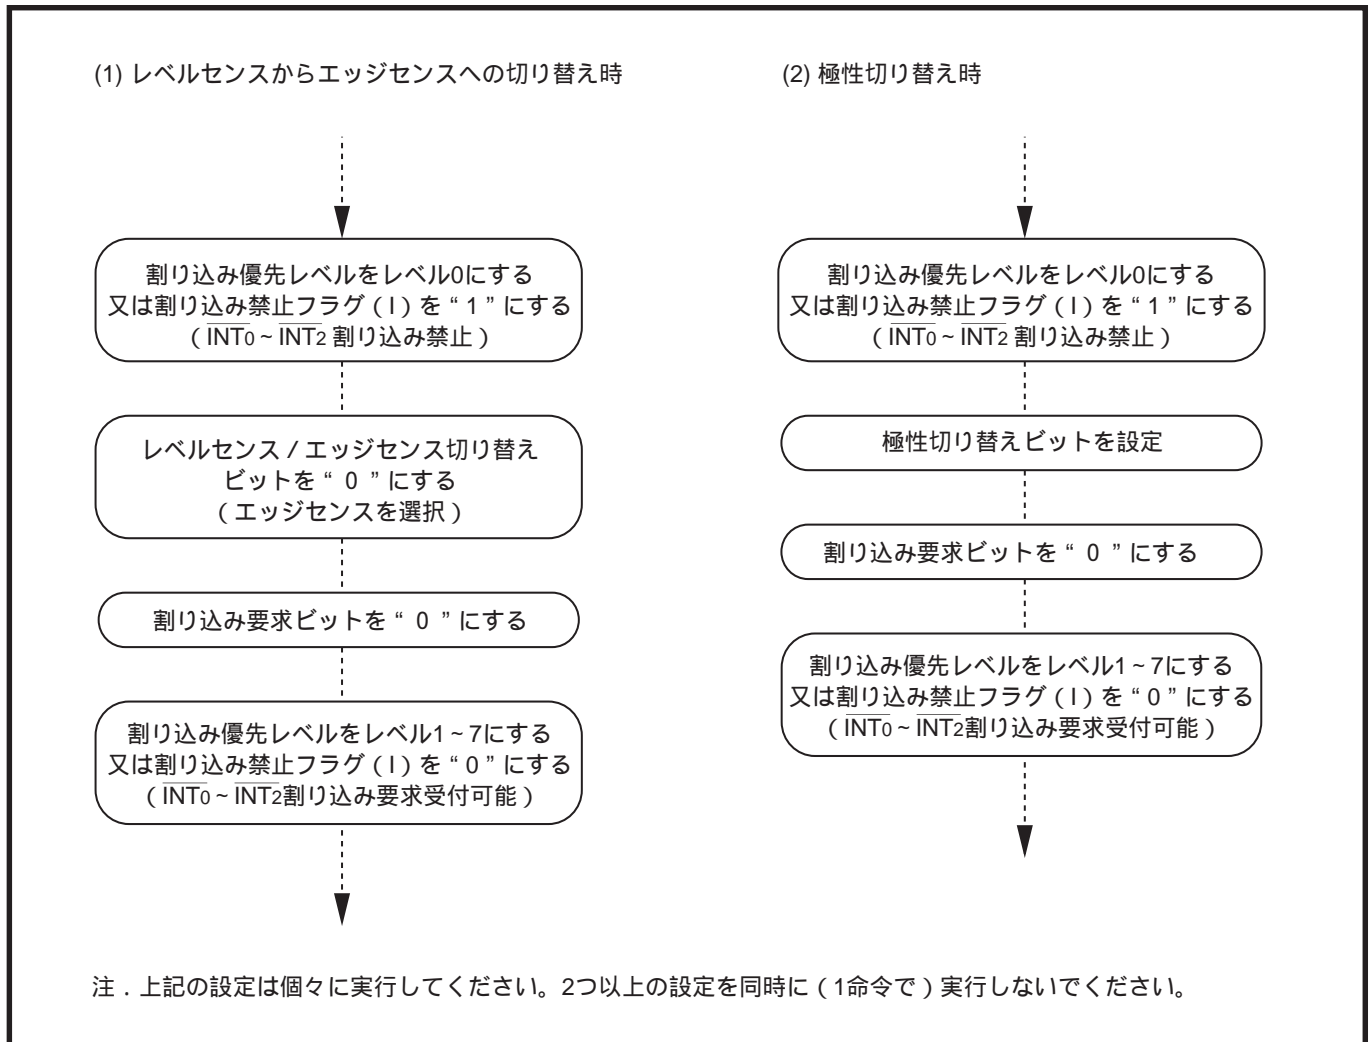 (1) レベルセンスからエッジセンスへの切り替え時
割り込み優先レベルをレベル0にする
又は割り込み禁止フラグ ( I ) を “ 1 ” にする
( INT0 ~ INT2 割り込み禁止 )
レベルセンス / エッジセンス切り替え
ビットを “ 0 ” にする
( エッジセンスを選択 )
割り込み要求ビットを “ 0 ” にする
割り込み優先レベルをレベル1 ~ 7にする
又は割り込み禁止フラグ ( I ) を “ 0 ” にする
( INT0 ~ INT2割り込み要求受付可能 )
(2) 極性切り替え時
割り込み優先レベルをレベル0にする
又は割り込み禁止フラグ ( I ) を “ 1 ” にする
( INT0 ~ INT2 割り込み禁止 )
極性切り替えビットを設定
割り込み要求ビットを “ 0 ” にする
割り込み優先レベルをレベル1 ~ 7にする
又は割り込み禁止フラグ ( I ) を “ 0 ” にする
( INT0 ~ INT2割り込み要求受付可能 )
注 . 上記の設定は個々に実行してください。2つ以上の設定を同時に ( 1命令で ) 実行しないでください。